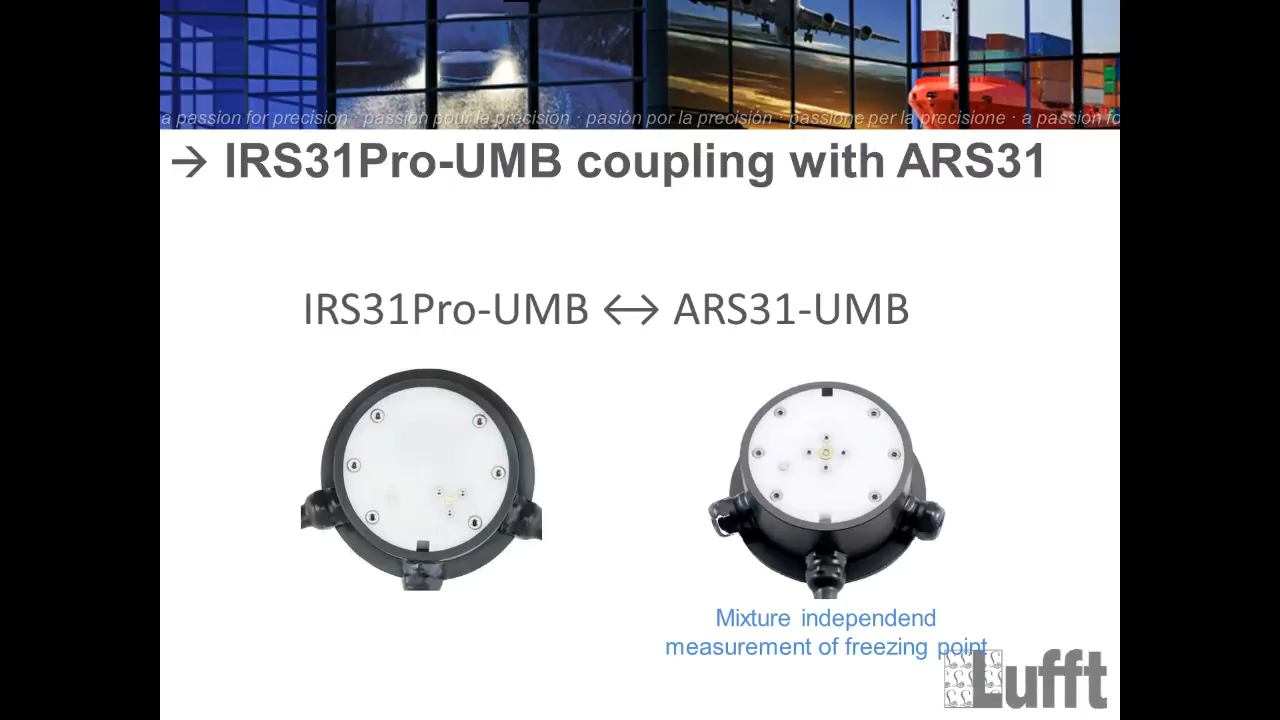 a passion for precision · passion pour la précision · pasión por la precisión · passione per la precisione · a passion fo
→ IRS31Pro-UMB coupling with ARS31
IRS31Pro-UMB ↔ ARS31-UMB
Mixture independend
measurement of freezing point
Lufft